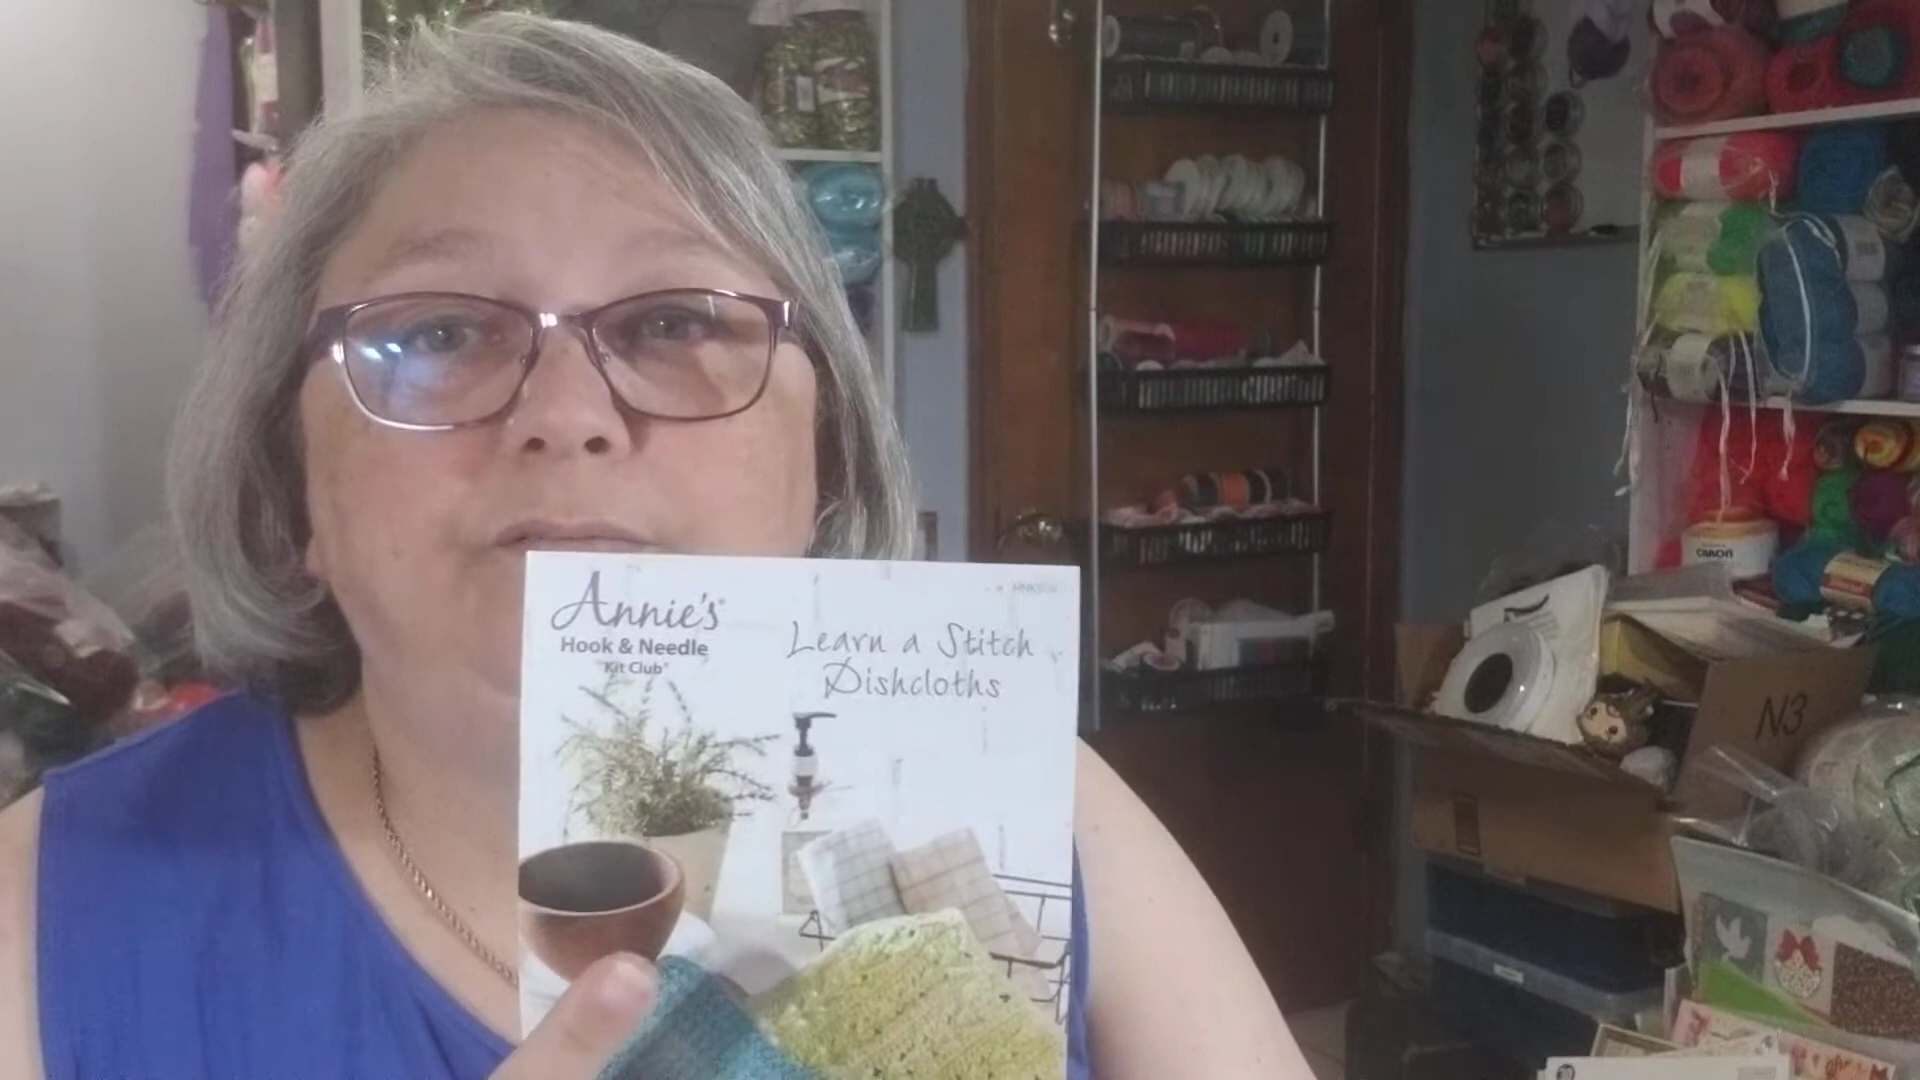 Annie's®
Hook & Needle
Kit Club®
Learn a Stitch
Dishcloths
N3